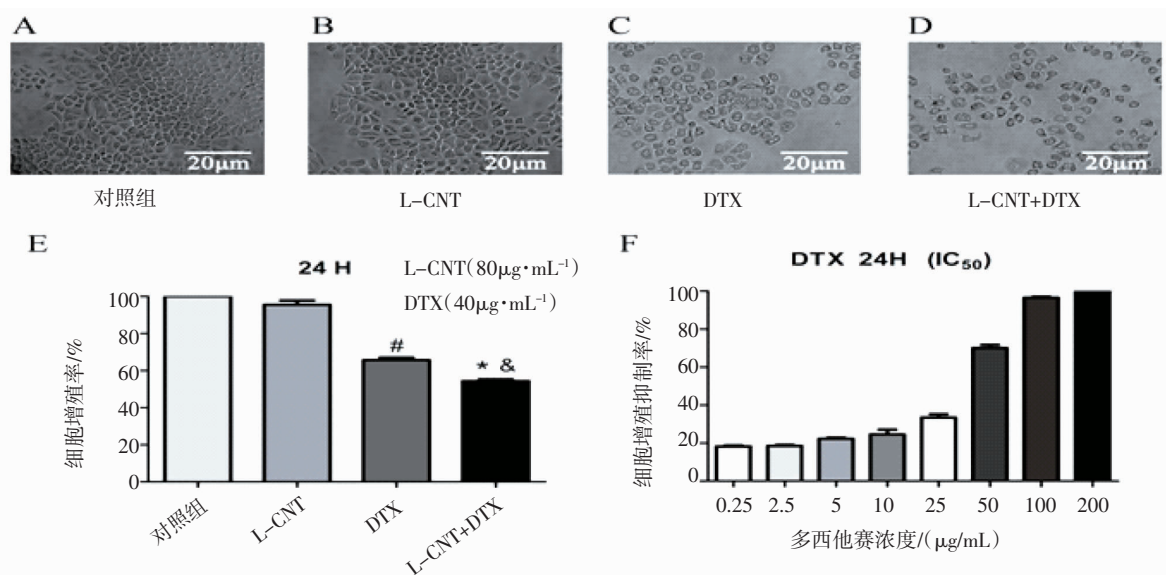 A
B
C
D
20μm
20μm
20μm
20μm
对照组
L-CNT
DTX
L-CNT+DTX
E
24 H
L-CNT(80μg·mL⁻¹)
DTX(40μg·mL⁻¹)
细胞增殖率/%
100
80
60
40
20
0
#
* &
对照组
L-CNT
DTX
L-CNT+DTX
F
DTX 24H (IC₅₀)
细胞增殖抑制率/%
100
80
60
40
20
0
0.25 2.5 5 10 25 50 100 200
多西他赛浓度/(μg/mL)